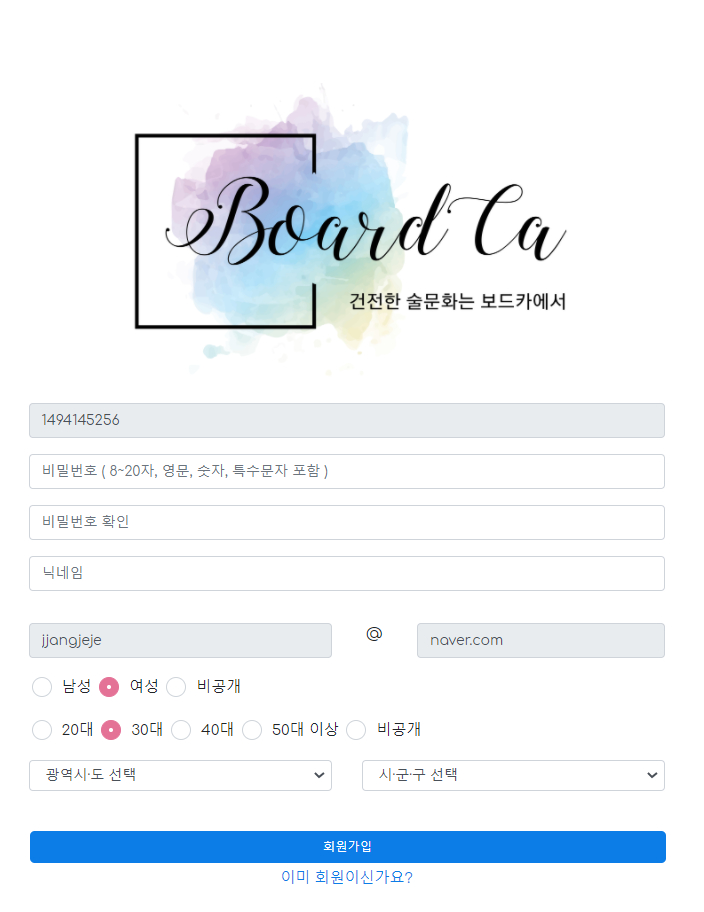 Board Ca
건전한 술문화는 보드카에서
1494145256
비밀번호 ( 8~20자, 영문, 숫자, 특수문자 포함 )
비밀번호 확인
닉네임
jjangjeje @ naver.com
남성 여성 비공개
20대 30대 40대 50대 이상 비공개
광역시·도 선택 시·군·구 선택
회원가입
이미 회원이신가요?